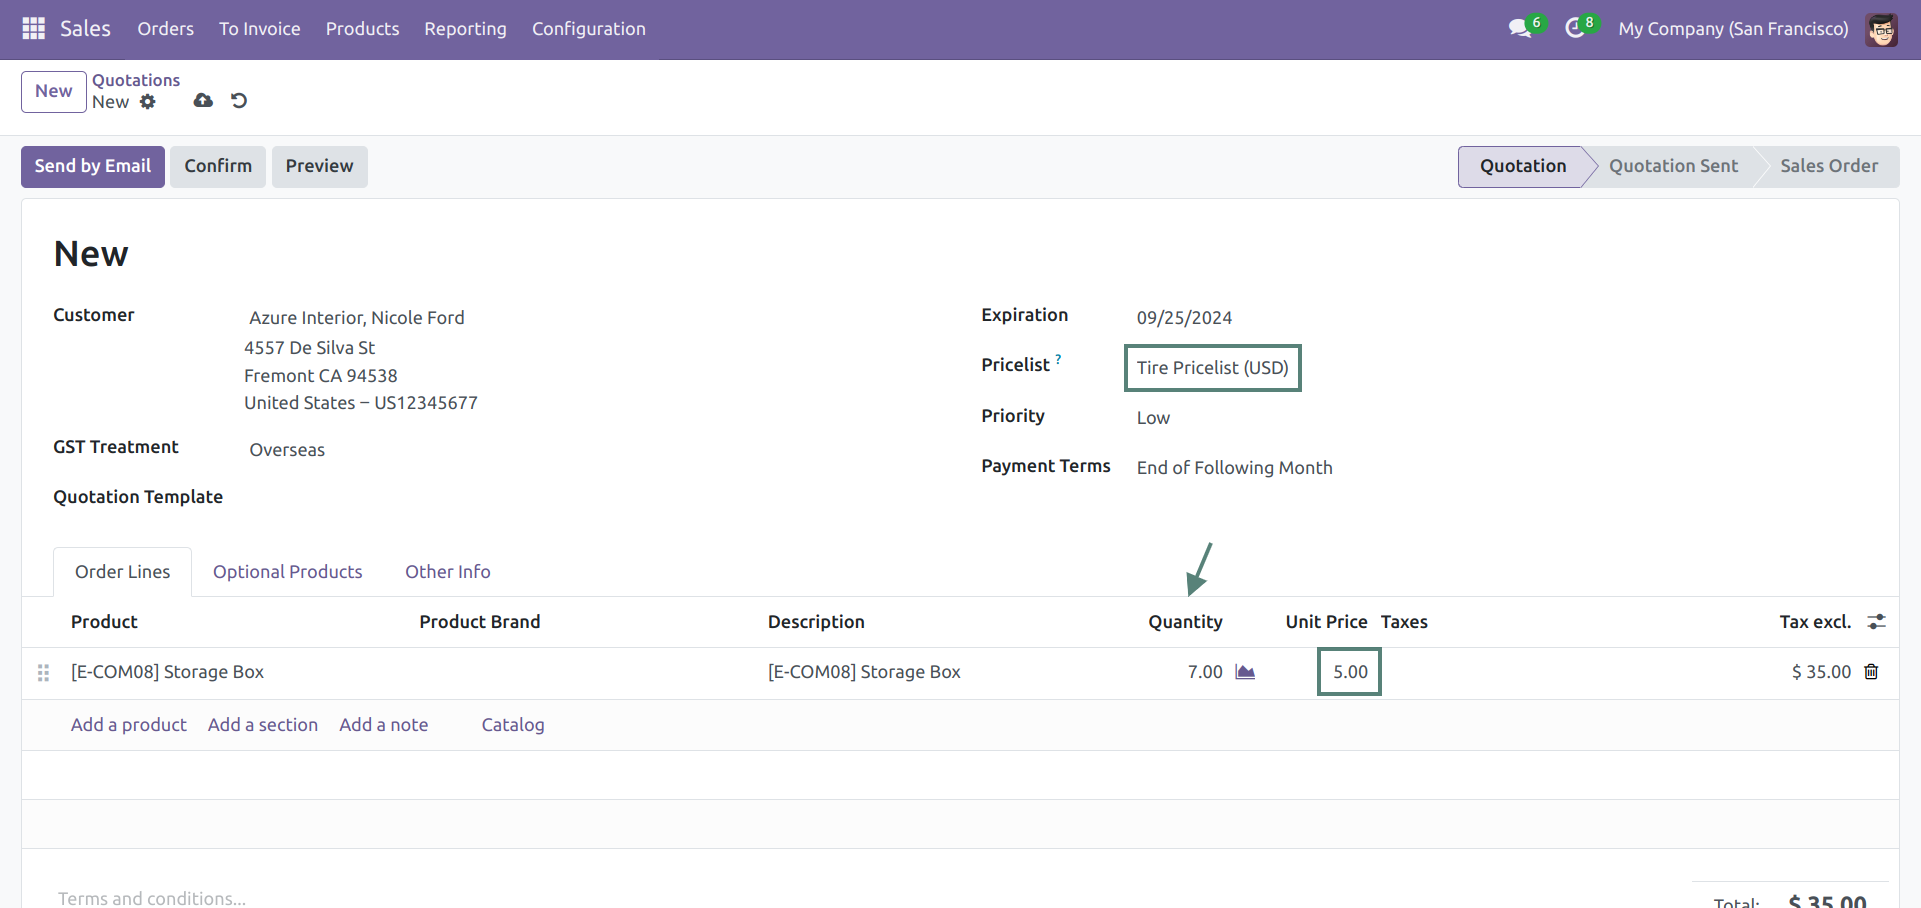 Sales Orders To Invoice Products Reporting Configuration 6 8 My Company (San Francisco)
New Quotations
New
Send by Email Confirm Preview Quotation Quotation Sent Sales Order
New
Customer Azure Interior, Nicole Ford Expiration 09/25/2024
4557 De Silva St
Fremont CA 94538
United States – US12345677
Pricelist ? Tire Pricelist (USD)
Priority Low
GST Treatment Overseas Payment Terms End of Following Month
Quotation Template
Order Lines Optional Products Other Info
Product Product Brand Description Quantity Unit Price Taxes Tax excl.
[E-COM08] Storage Box [E-COM08] Storage Box 7.00 5.00 $ 35.00
Add a product Add a section Add a note Catalog
Terms and conditions...
Total: $ 35.00